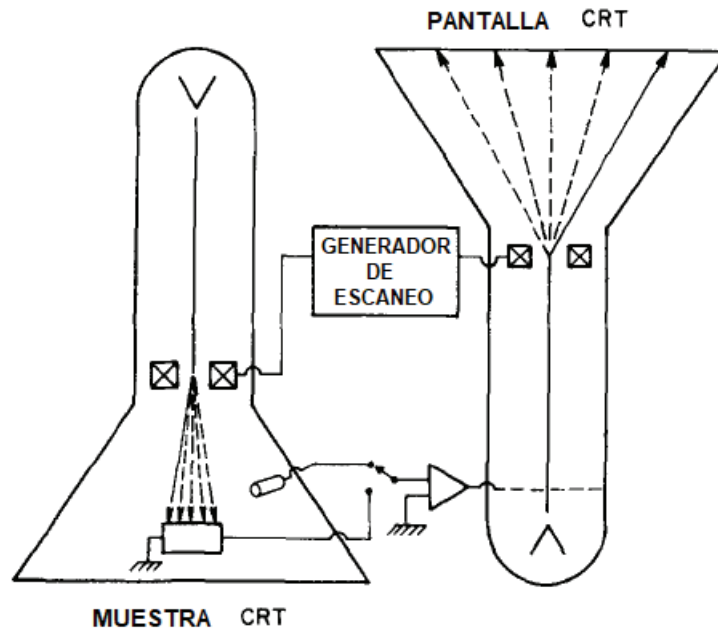 PANTALLA CRT
GENERADOR
DE
ESCANEO
MUESTRA CRT